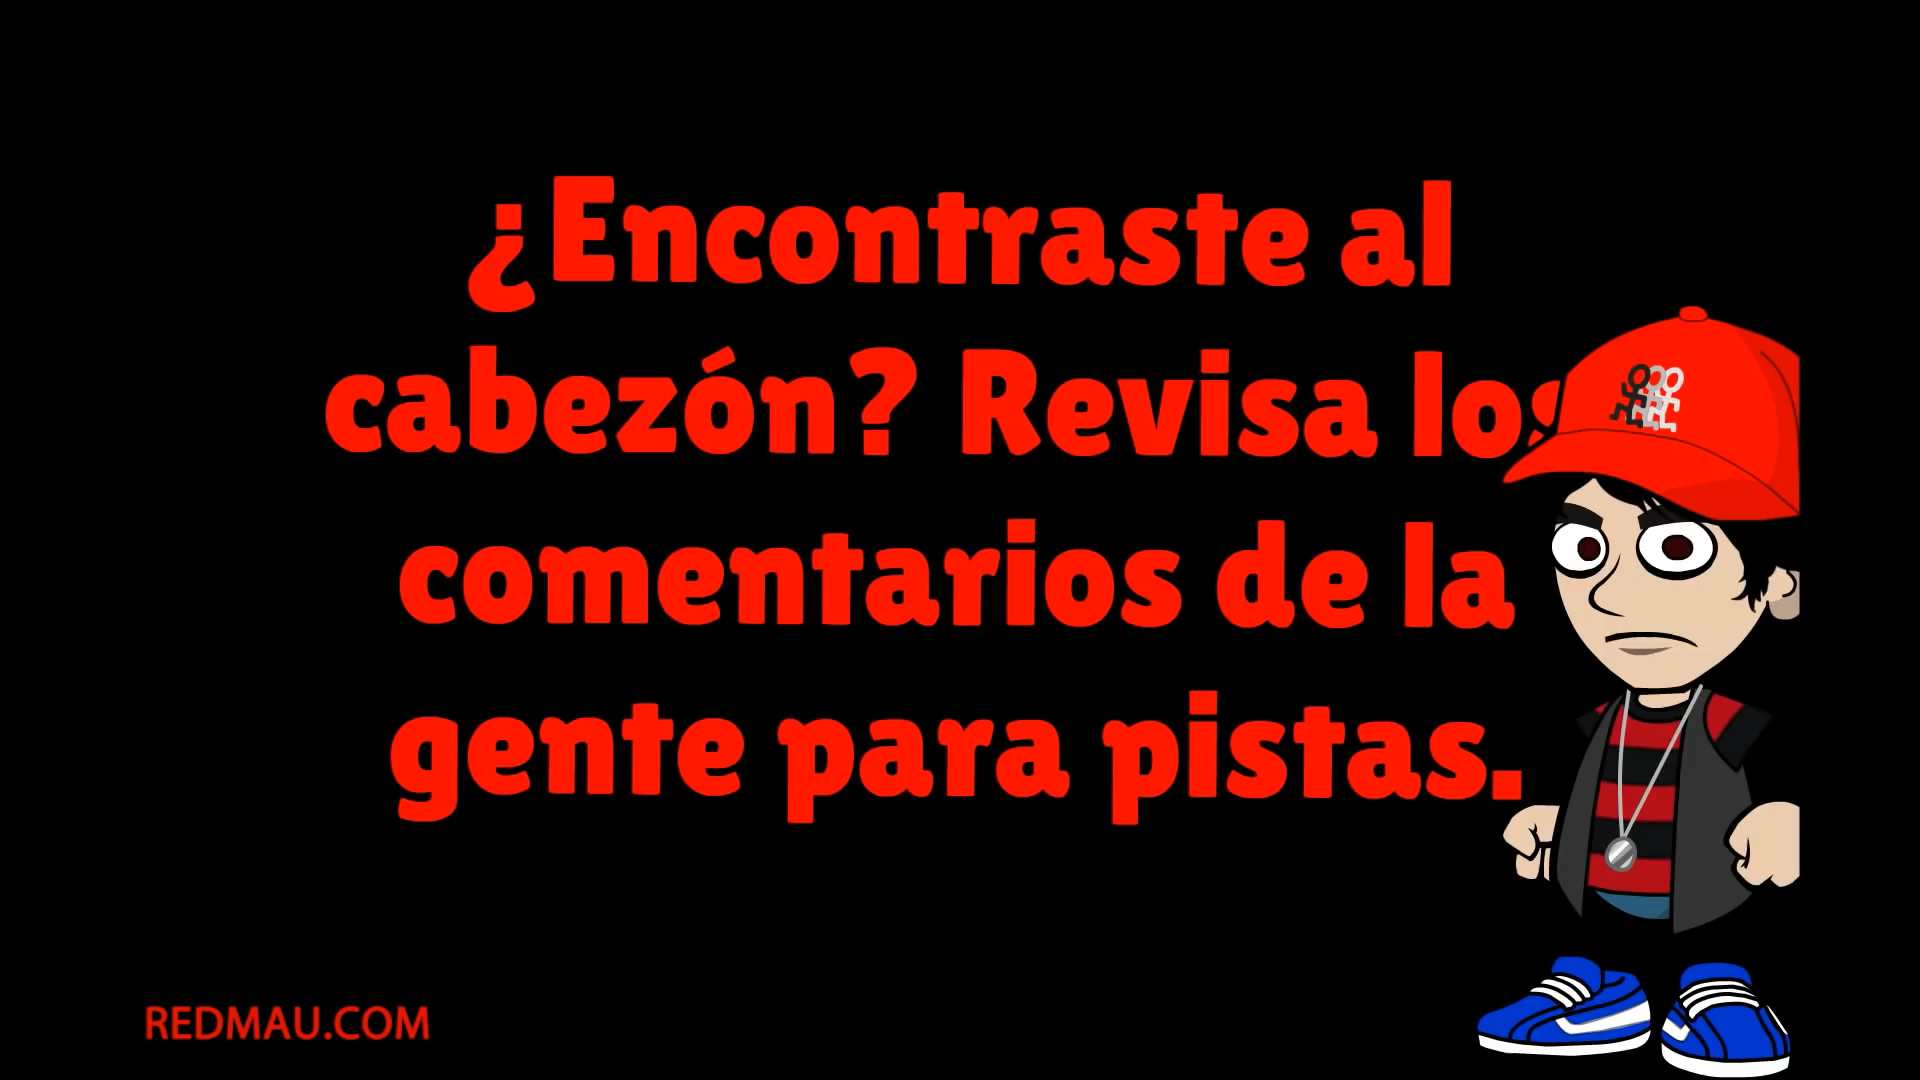 ¿Encontraste al
cabezón? Revisa los
comentarios de la
gente para pistas.
REDMAU.COM